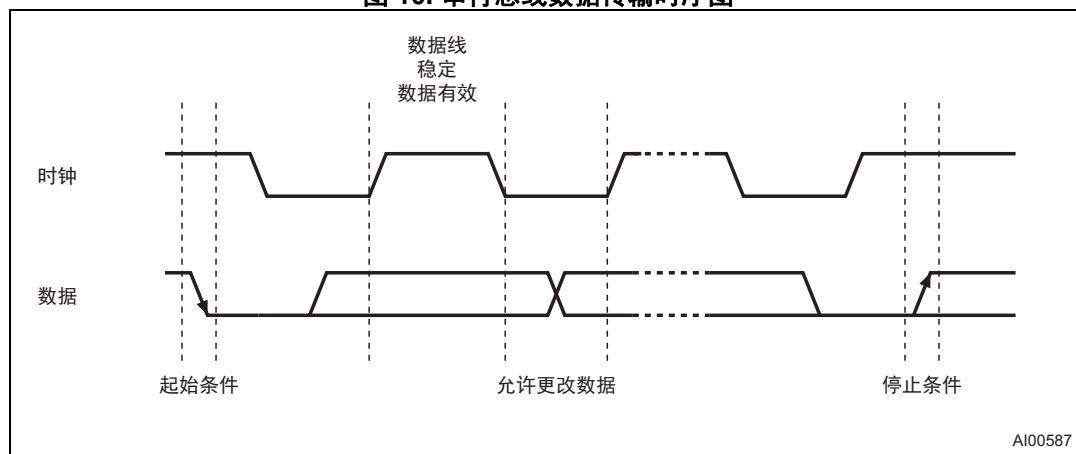 数据线
稳定
数据有效
时钟
数据
起始条件
允许更改数据
停止条件
AI00587